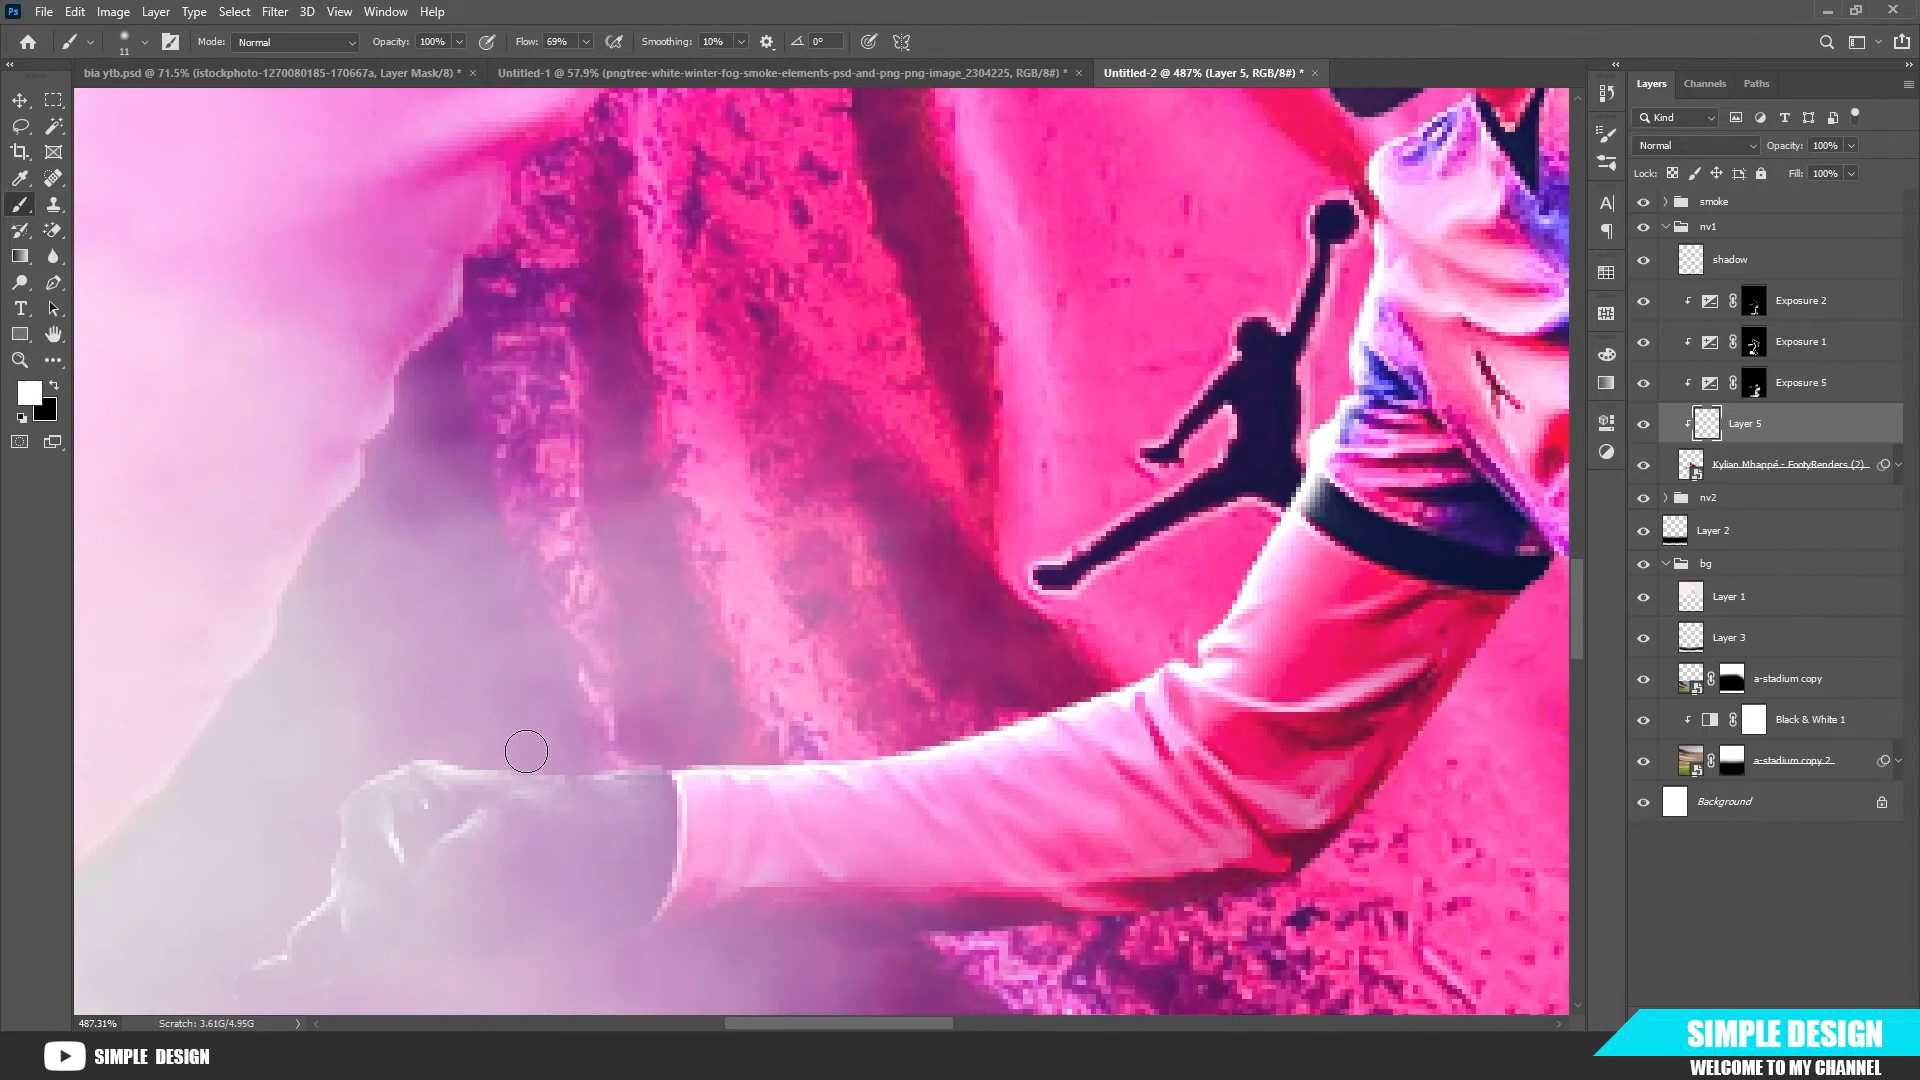 Ps File Edit Image Layer Type Select Filter 3D View Window Help
11 Mode: Normal Opacity: 100% Flow: 69% Smoothing: 10% 0°
bia ytb.psd @ 71.5% (istockphoto-1270080185-170667a, Layer Mask/8) *
Untitled-1 @ 57.9% (pngtree-white-winter-fog-smoke-elements-psd-and-png-png-image_2304225, RGB/8#) *
Untitled-2 @ 487% (Layer 5, RGB/8#) *
Layers Channels Paths
Kind
Normal Opacity: 100%
Lock: Fill: 100%
smoke
nv1
shadow
Exposure 2
Exposure 1
Exposure 5
Layer 5
Kylian Mbappé - FootyRenders (2)
nv2
Layer 2
bg
Layer 1
Layer 3
a-stadium copy
Black & White 1
a-stadium copy 2
Background
487.31% Scratch: 3.61G/4.95G
SIMPLE DESIGN
SIMPLE DESIGN
WELCOME TO MY CHANNEL